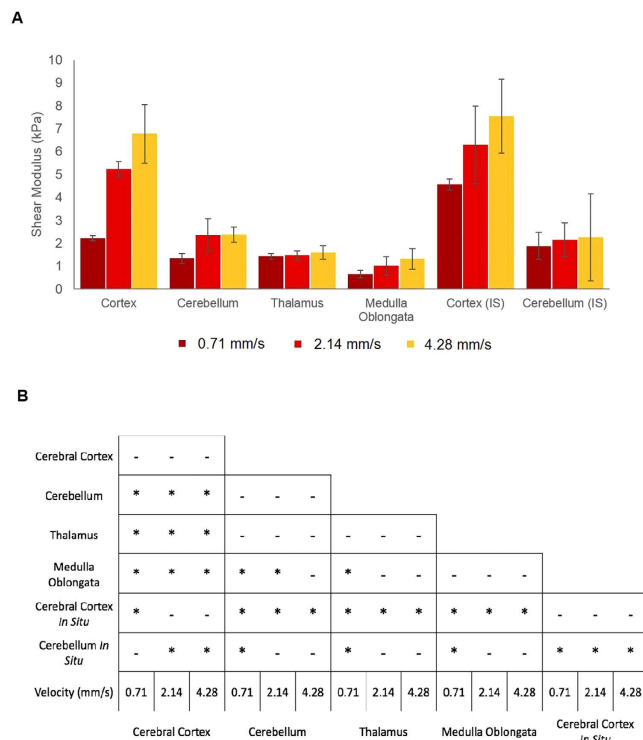 A
10
9
8
7
6
5
4
3
2
1
0
Shear Modulus (kPa)
Cortex Cerebellum Thalamus Medulla Oblongata Cortex (IS) Cerebellum (IS)
0.71 mm/s 2.14 mm/s 4.28 mm/s
B
Cerebral Cortex - - -
Cerebellum * * * - - -
Thalamus * * * - - - - - -
Medulla Oblongata * * * * * - * - - - - -
Cerebral Cortex In Situ * - - * * * * * * * * * - - -
Cerebellum In Situ - * * * - - * - - * - - * * *
Velocity (mm/s) 0.71 2.14 4.28 0.71 2.14 4.28 0.71 2.14 4.28 0.71 2.14 4.28 0.71 2.14 4.28
Cerebral Cortex Cerebellum Thalamus Medulla Oblongata Cerebral Cortex
In Situ